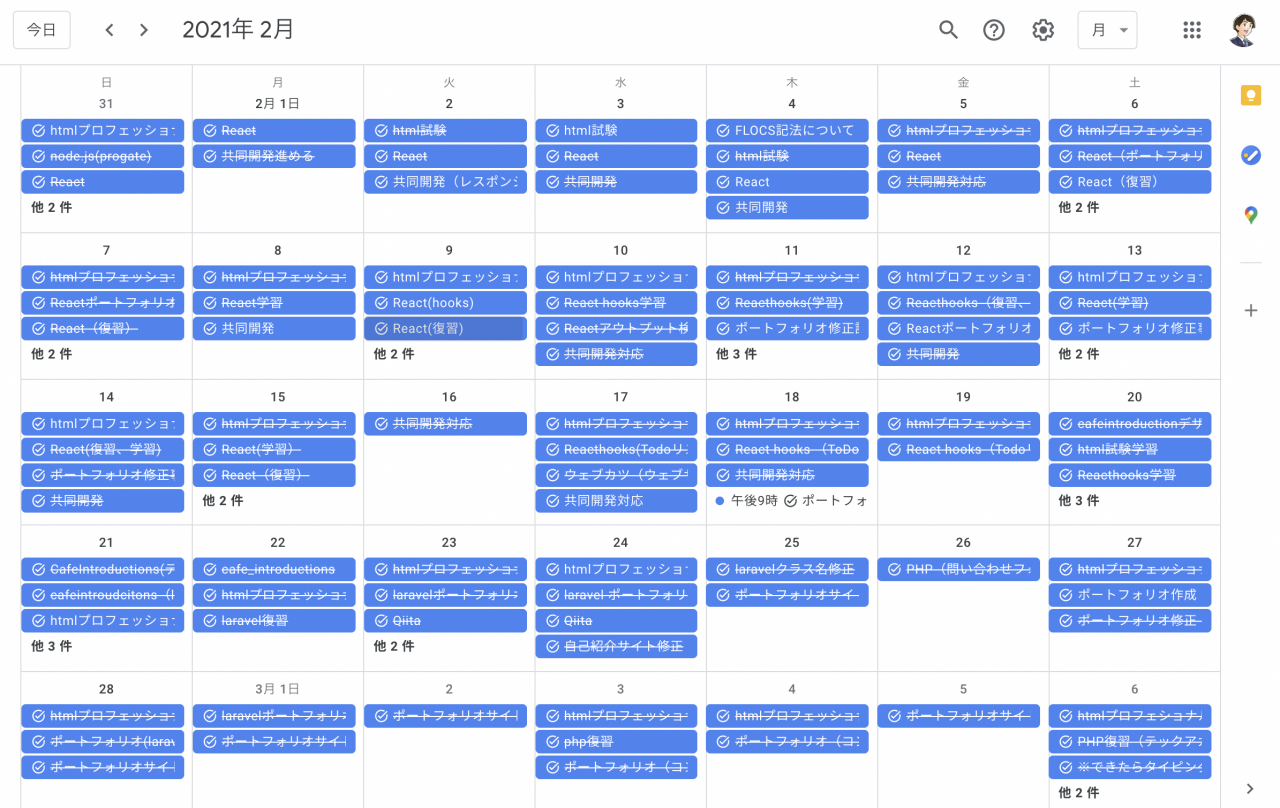 今日
2021年 2月
月
日
31
htmlプロフェッショ
node.js(progate)
React
他 2 件
月
2月 1日
React
共同開発進める
火
2
html試験
React
共同開発（レスポンシ
水
3
html試験
React
共同開発
木
4
FLOCS記法について
html試験
React
共同開発
金
5
htmlプロフェッショ
React
共同開発対応
土
6
htmlプロフェッショ
React（ポートフォリ
React（復習）
他 2 件
7
htmlプロフェッショ
Reactポートフォリオ
React（復習）
他 2 件
8
htmlプロフェッショ
React学習
共同開発
9
htmlプロフェッショ
React(hooks)
React(復習)
他 2 件
10
htmlプロフェッショ
React hooks学習
Reactアウトプット検
共同開発対応
11
htmlプロフェッショ
Reacthooks(学習)
ポートフォリオ修正
他 3 件
12
htmlプロフェッショ
Reacthooks（復習、
Reactポートフォリオ
共同開発
13
htmlプロフェッショ
React(学習)
ポートフォリオ修正
他 2 件
14
htmlプロフェッショ
React(復習、学習)
ポートフォリオ修正
共同開発
15
htmlプロフェッショ
React(学習）
React（復習）
他 2 件
16
共同開発対応
17
htmlプロフェッショ
Reacthooks(Todoリ
ウェブカツ（ウェブ
共同開発対応
18
htmlプロフェッショ
React hooks （ToDo
共同開発対応
午後9時 ポートフォ
19
htmlプロフェッショ
React hooks（Todo
20
cafeintroductionデザ
html試験学習
Reacthooks学習
他 3 件
21
CafeIntroductions(デ
cafeintroudcitons（
htmlプロフェッショ
他 3 件
22
cafe_introductions
htmlプロフェッショ
laravel復習
23
htmlプロフェッショ
laravelポートフォリ
Qiita
他 2 件
24
htmlプロフェッショ
laravel ポートフォリ
Qiita
自己紹介サイト修正
25
laravelクラス名修正
ポートフォリオサイ
26
PHP（問い合わせフ
27
htmlプロフェッショ
ポートフォリオ作成
ポートフォリオ修正
28
htmlプロフェッショ
ポートフォリオ(larav
ポートフォリオサイ
3月 1日
laravelポートフォリ
ポートフォリオサイ
2
ポートフォリオサイ
3
htmlプロフェッショ
php復習
ポートフォリオ（コ
4
htmlプロフェッショ
ポートフォリオ（コ
5
ポートフォリオサイ
6
htmlプロフェショナ
PHP復習（テックア
※できたらタイピン
他 2 件